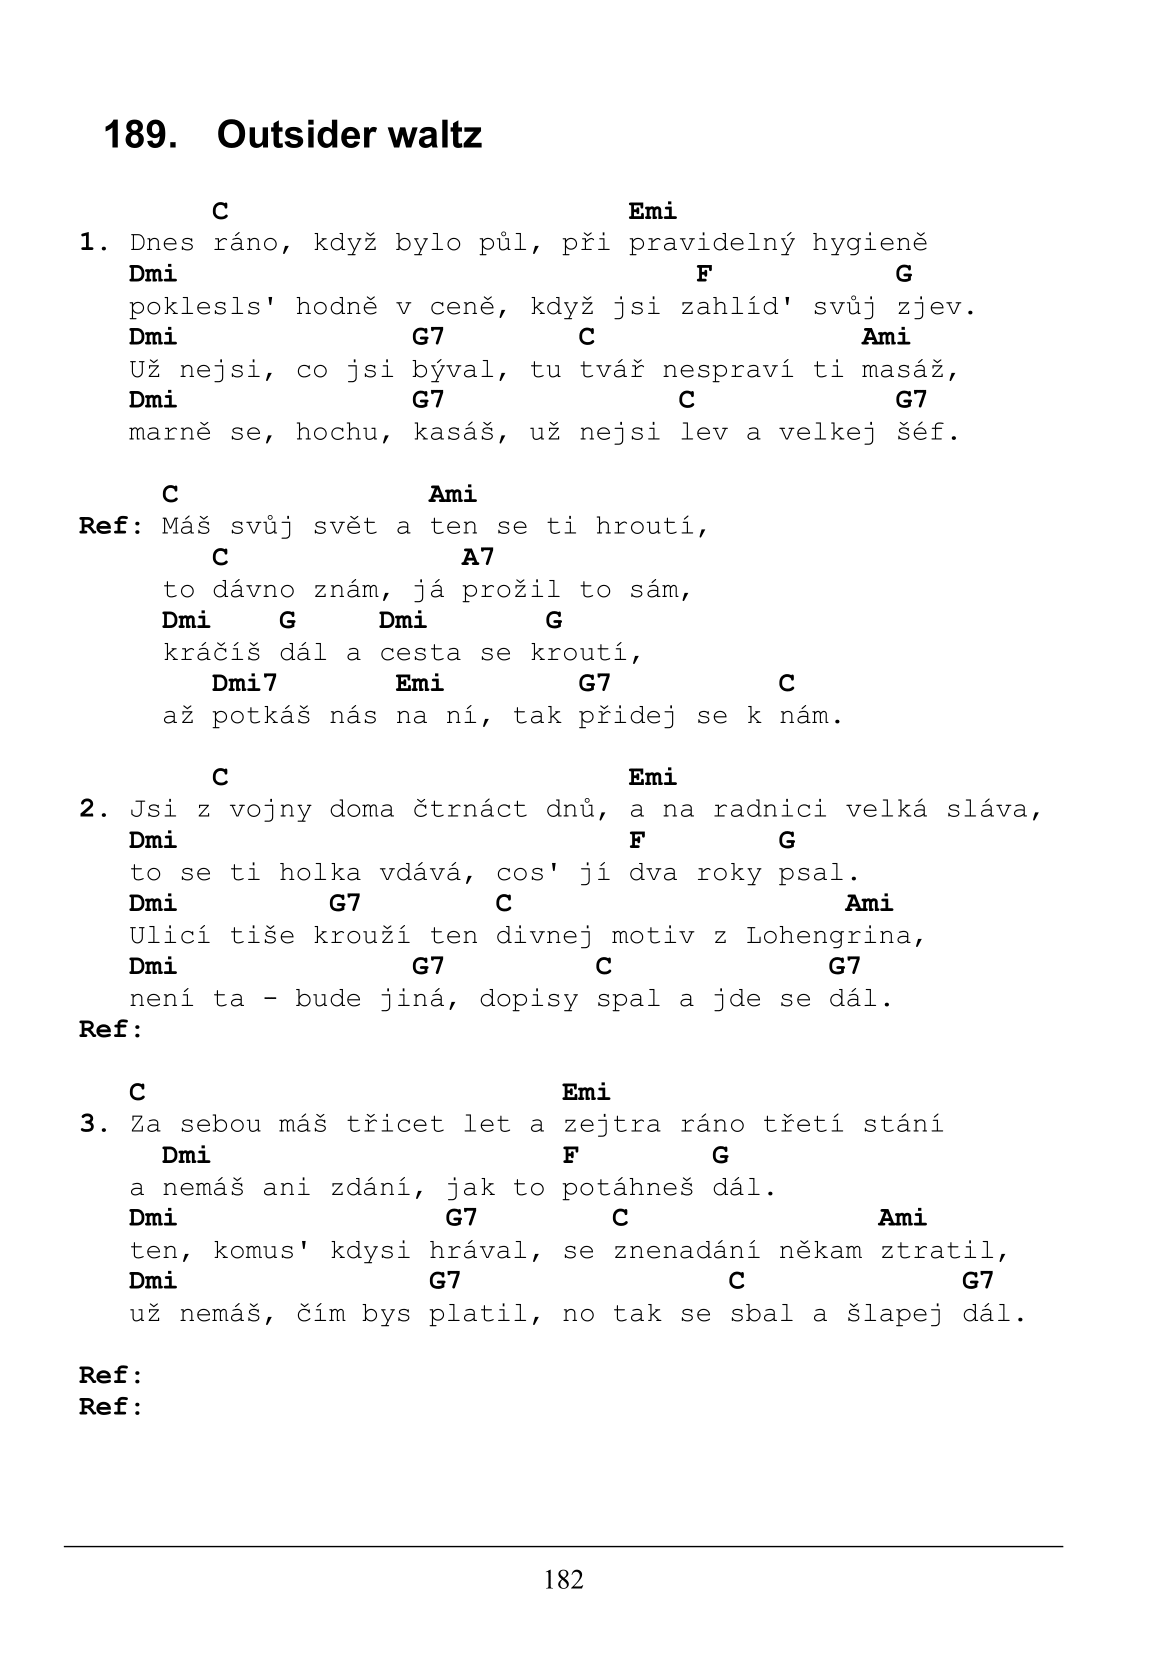 189. Outsider waltz
C Emi
1. Dnes ráno, když bylo půl, při pravidelný hygieně
Dmi F G
poklesls' hodně v ceně, když jsi zahlíd' svůj zjev.
Dmi G7 C Ami
Už nejsi, co jsi býval, tu tvář nespraví ti masáž,
Dmi G7 C G7
marně se, hochu, kasáš, už nejsi lev a velkej šéf.
C Ami
Ref: Máš svůj svět a ten se ti hroutí,
C A7
to dávno znám, já prožil to sám,
Dmi G Dmi G
kráčíš dál a cesta se kroutí,
Dmi7 Emi G7 C
až potkáš nás na ní, tak přidej se k nám.
C Emi
2. Jsi z vojny doma čtrnáct dnů, a na radnici velká sláva,
Dmi F G
to se ti holka vdává, cos' jí dva roky psal.
Dmi G7 C Ami
Ulicí tiše krouží ten divnej motiv z Lohengrina,
Dmi G7 C G7
není ta - bude jiná, dopisy spal a jde se dál.
Ref:
C Emi
3. Za sebou máš třicet let a zejtra ráno třetí stání
Dmi F G
a nemáš ani zdání, jak to potáhneš dál.
Dmi G7 C Ami
ten, komus' kdysi hrával, se znenadání někam ztratil,
Dmi G7 C G7
už nemáš, čím bys platil, no tak se sbal a šlapej dál.
Ref:
Ref:
182